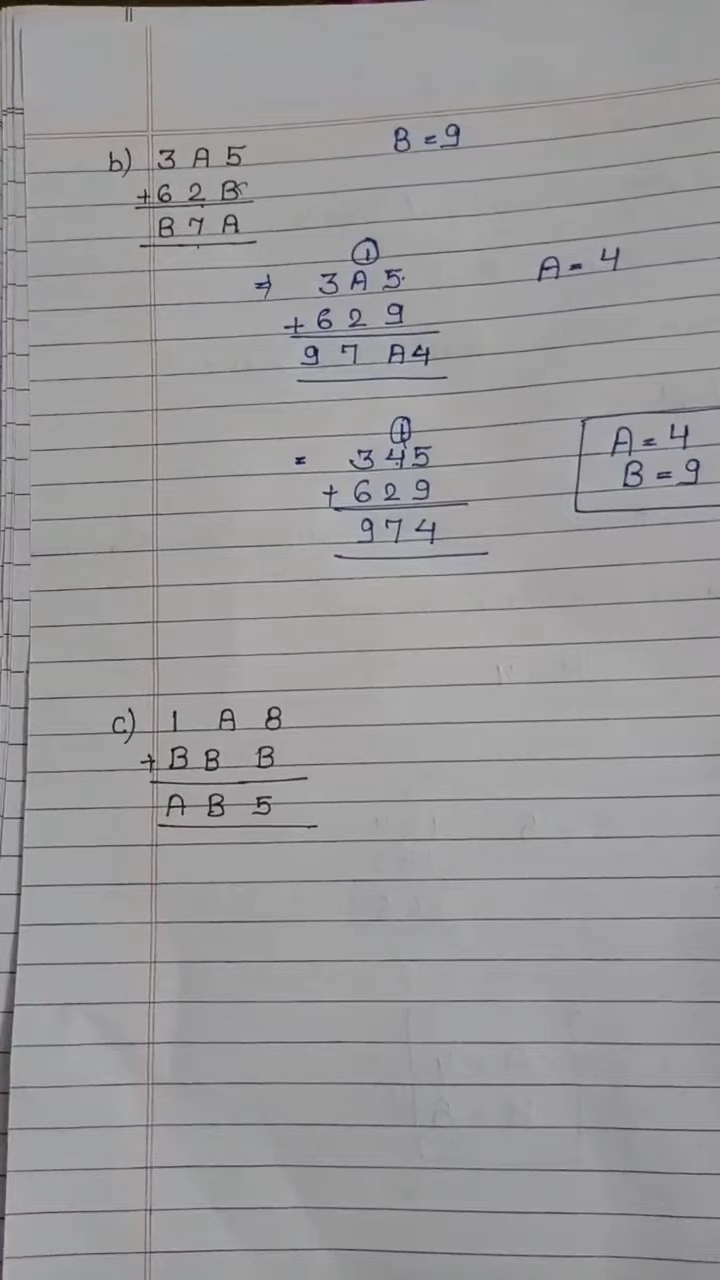 B = 9
b) 3 A 5
+ 6 2 B
B 7 A
①
⇒ 3 A 5
+ 6 2 9
9 7 A4
A = 4
①
= 3 4 5
+ 6 2 9
9 7 4
A = 4
B = 9
c) 1 A 8
+ B B B
A B 5